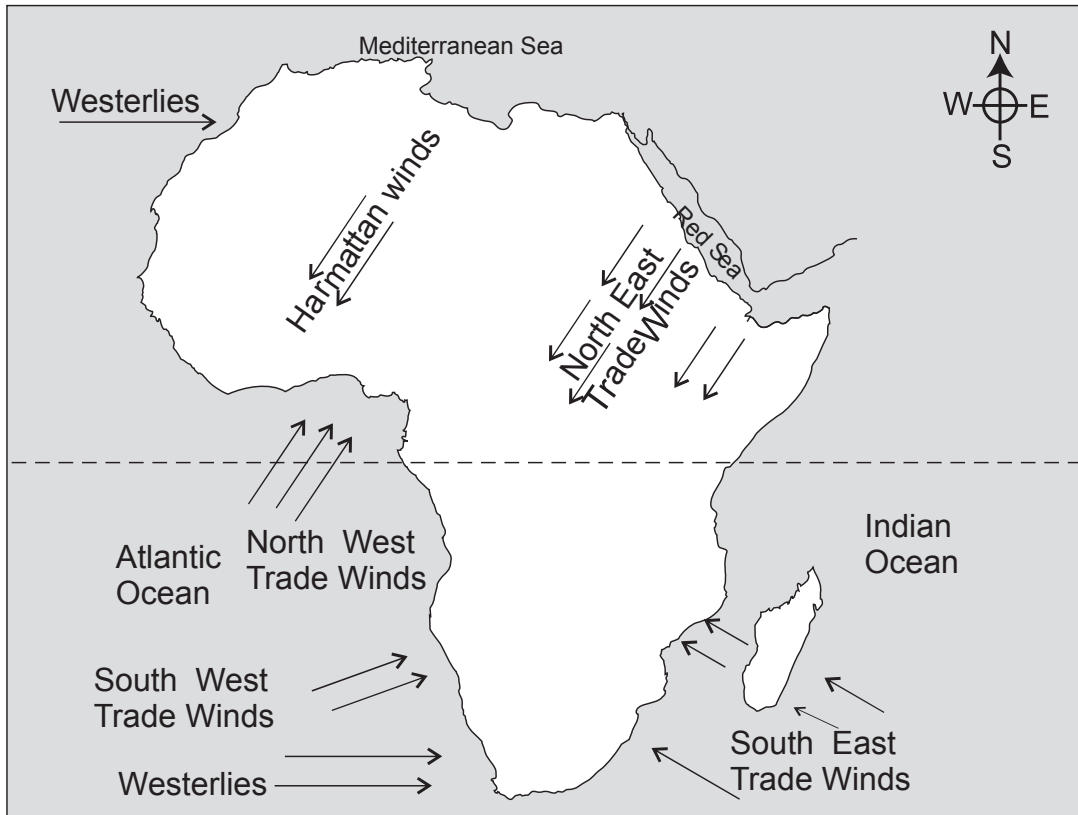 Mediterranean Sea
N
W E
S
Westerlies
Harmattan winds
Red Sea
North East
Trade Winds
Atlantic
Ocean
North West
Trade Winds
Indian
Ocean
South West
Trade Winds
South East
Trade Winds
Westerlies